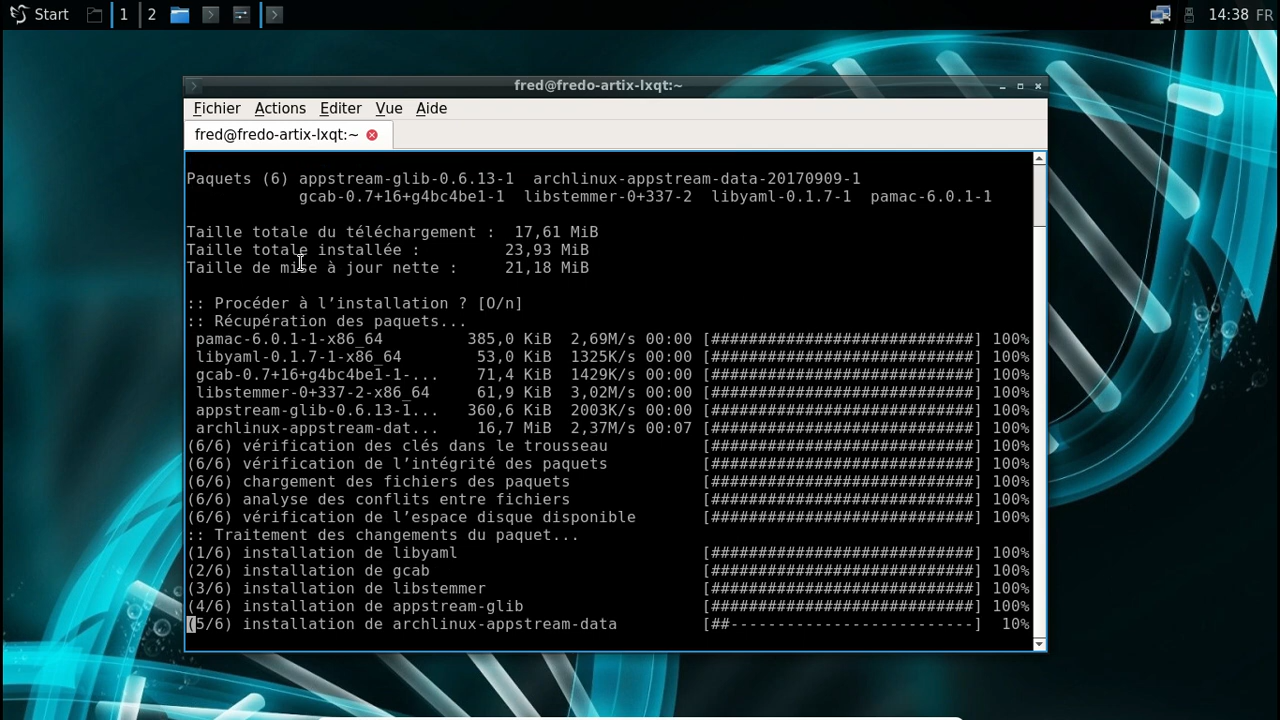 Start 1 2 14:38 FR
fred@fredo-artix-lxqt:~
Fichier Actions Editer Vue Aide
fred@fredo-artix-lxqt:~
Paquets (6) appstream-glib-0.6.13-1  archlinux-appstream-data-20170909-1
            gcab-0.7+16+g4bc4be1-1  libstemmer-0+337-2  libyaml-0.1.7-1  pamac-6.0.1-1
Taille totale du téléchargement :  17,61 MiB
Taille totale installée :         23,93 MiB
Taille de mise à jour nette :     21,18 MiB
:: Procéder à l’installation ? [O/n]
:: Récupération des paquets...
 pamac-6.0.1-1-x86_64         385,0 KiB  2,69M/s 00:00 [############################] 100%
 libyaml-0.1.7-1-x86_64        53,0 KiB  1325K/s 00:00 [############################] 100%
 gcab-0.7+16+g4bc4be1-1-...    71,4 KiB  1429K/s 00:00 [############################] 100%
 libstemmer-0+337-2-x86_64     61,9 KiB  3,02M/s 00:00 [############################] 100%
 appstream-glib-0.6.13-1...   360,6 KiB  2003K/s 00:00 [############################] 100%
 archlinux-appstream-dat...    16,7 MiB  2,37M/s 00:07 [############################] 100%
(6/6) vérification des clés dans le trousseau          [############################] 100%
(6/6) vérification de l’intégrité des paquets          [############################] 100%
(6/6) chargement des fichiers des paquets              [############################] 100%
(6/6) analyse des conflits entre fichiers              [############################] 100%
(6/6) vérification de l’espace disque disponible       [############################] 100%
:: Traitement des changements du paquet...
(1/6) installation de libyaml                          [############################] 100%
(2/6) installation de gcab                             [############################] 100%
(3/6) installation de libstemmer                       [############################] 100%
(4/6) installation de appstream-glib                   [############################] 100%
(5/6) installation de archlinux-appstream-data         [##--------------------------]  10%